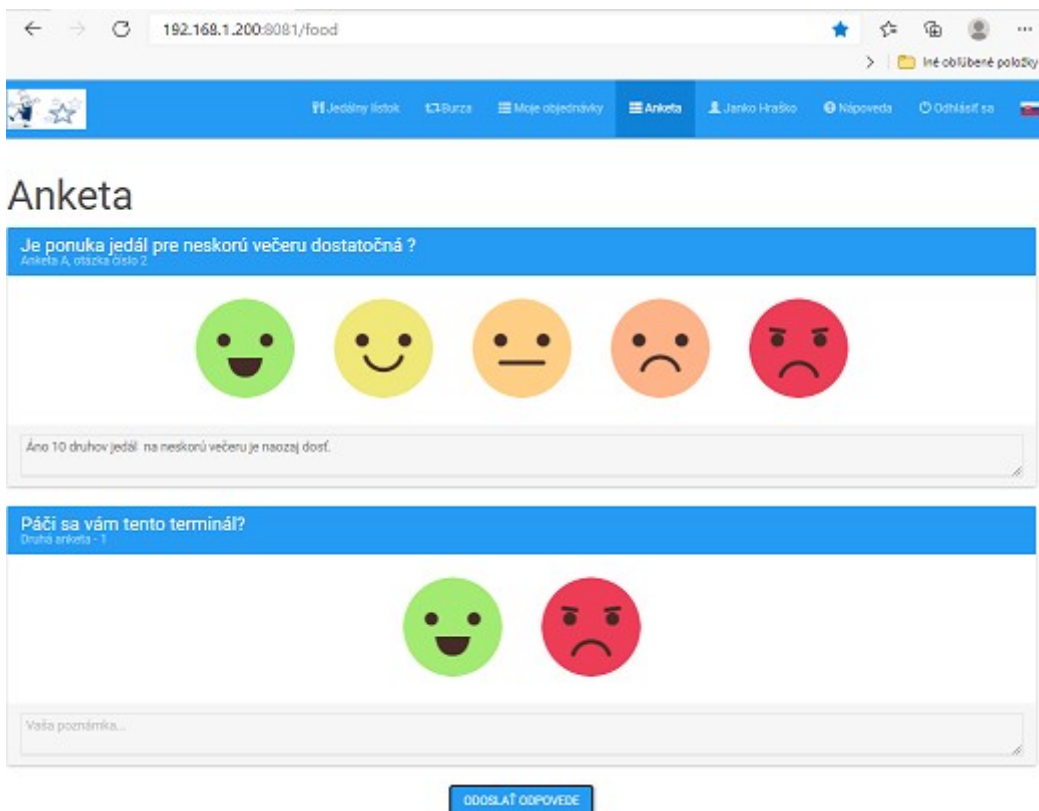 192.168.1.200:8081/food
Iné obľúbené položky
Jedálny lístok Burza Moje objednávky Anketa Janko Hraško Nápoveda Odhlásiť sa
Anketa
Je ponuka jedál pre neskorú večeru dostatočná ?
Anketa A, otázka číslo 2
Áno 10 druhov jedál na neskorú večeru je naozaj dosť.
Páči sa vám tento terminál?
Druhá anketa - 1
Vaša poznámka...
ODOSLAŤ ODPOVEDE